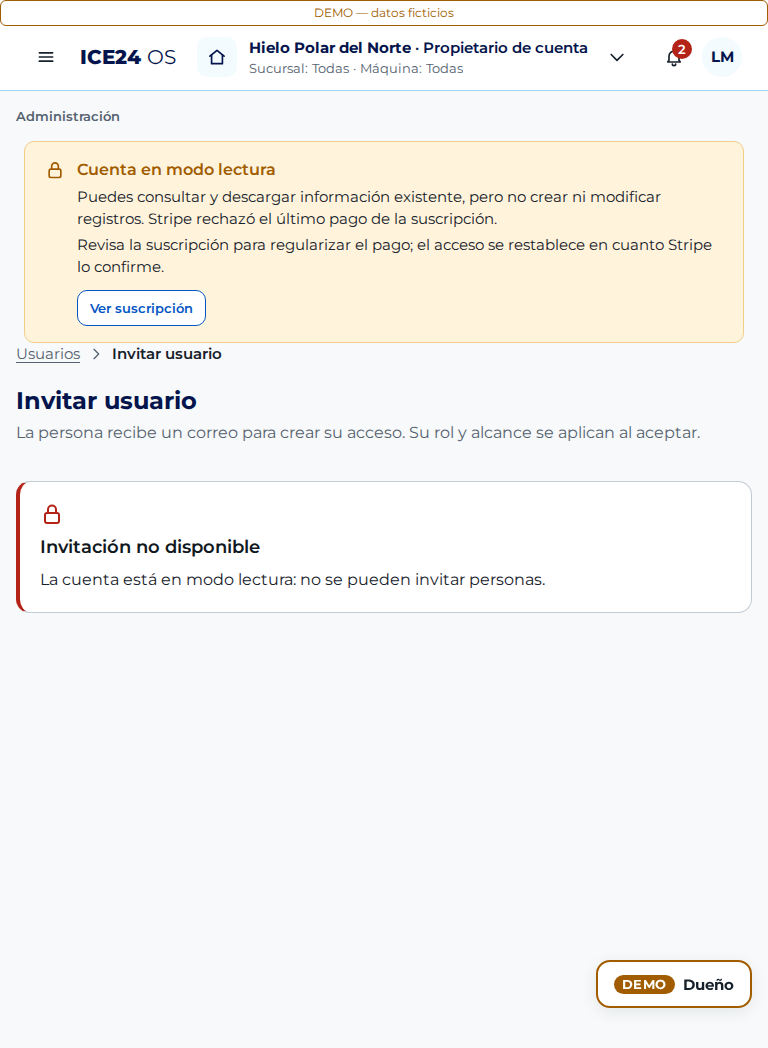 DEMO — datos ficticios
ICE24 OS
Hielo Polar del Norte · Propietario de cuenta
Sucursal: Todas · Máquina: Todas
2
LM
Administración
Cuenta en modo lectura
Puedes consultar y descargar información existente, pero no crear ni modificar
registros. Stripe rechazó el último pago de la suscripción.
Revisa la suscripción para regularizar el pago; el acceso se restablece en cuanto Stripe
lo confirme.
Ver suscripción
Usuarios > Invitar usuario
Invitar usuario
La persona recibe un correo para crear su acceso. Su rol y alcance se aplican al aceptar.
Invitación no disponible
La cuenta está en modo lectura: no se pueden invitar personas.
DEMO Dueño